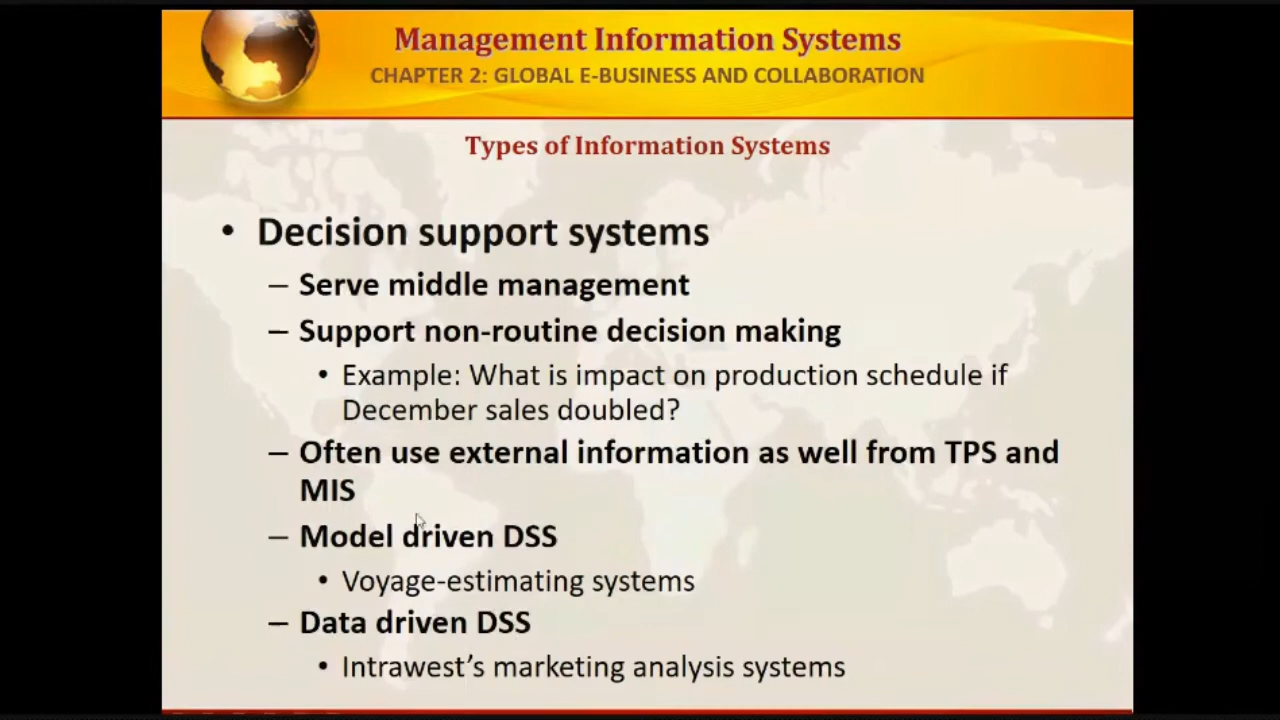 Management Information Systems
CHAPTER 2: GLOBAL E-BUSINESS AND COLLABORATION
Types of Information Systems
• Decision support systems
– Serve middle management
– Support non-routine decision making
• Example: What is impact on production schedule if
December sales doubled?
– Often use external information as well from TPS and
MIS
– Model driven DSS
• Voyage-estimating systems
– Data driven DSS
• Intrawest’s marketing analysis systems